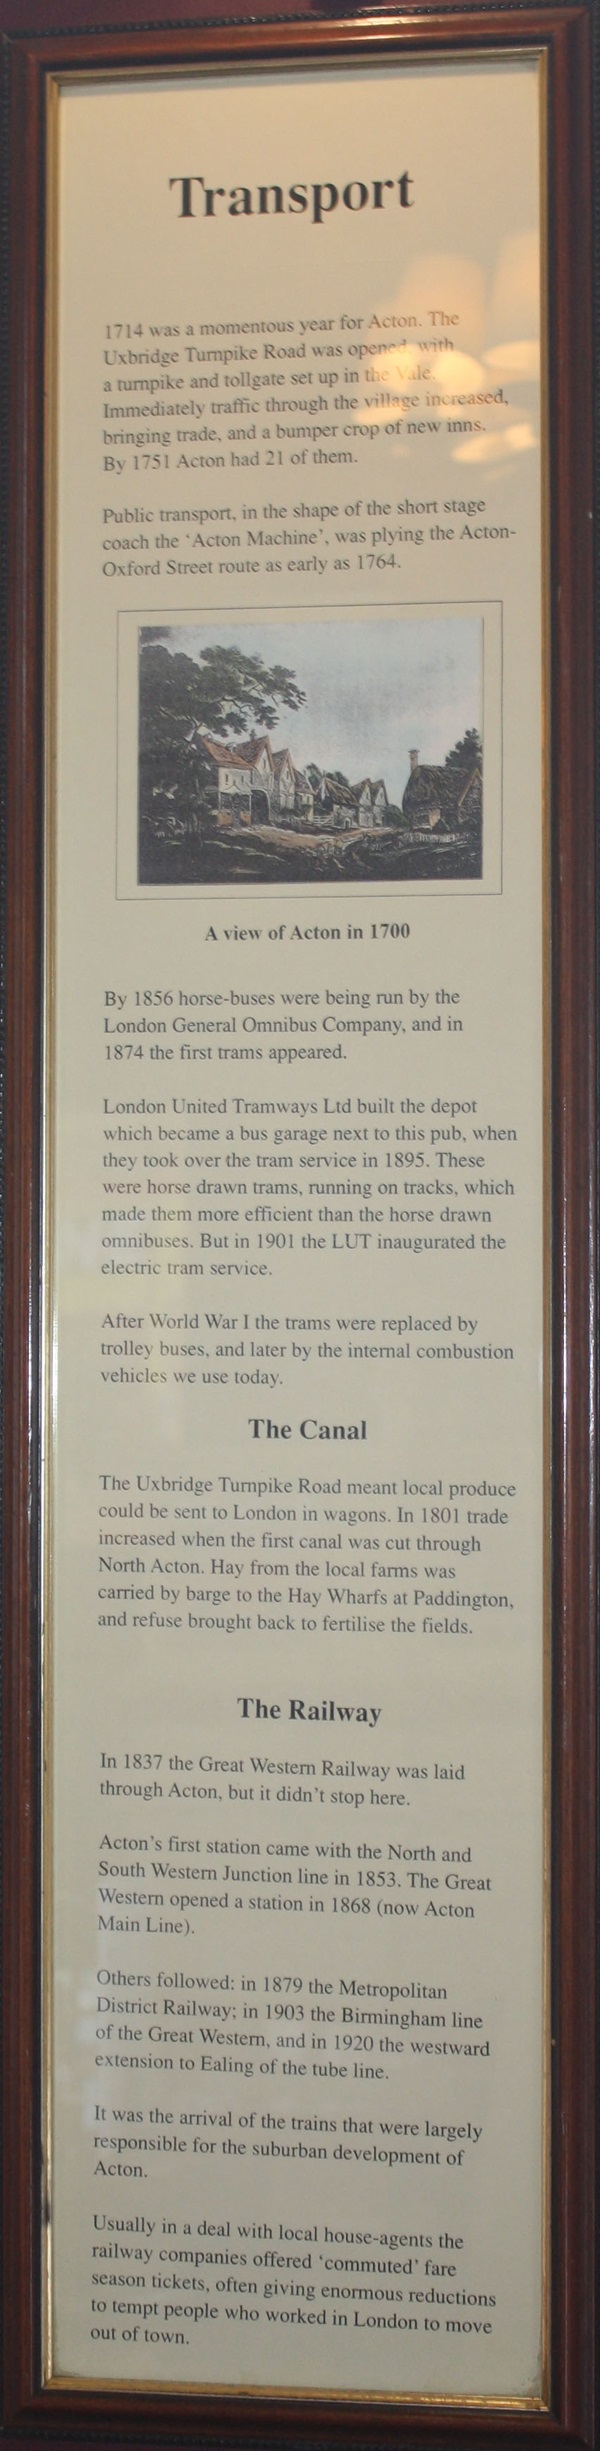 Transport
1714 was a momentous year for Acton. The
Uxbridge Turnpike Road was opened, with
a turnpike and tollgate set up in the Vale.
Immediately traffic through the village increased,
bringing trade, and a bumper crop of new inns.
By 1751 Acton had 21 of them.
Public transport, in the shape of the short stage
coach the ‘Acton Machine’, was plying the Acton-
Oxford Street route as early as 1764.
A view of Acton in 1700
By 1856 horse-buses were being run by the
London General Omnibus Company, and in
1874 the first trams appeared.
London United Tramways Ltd built the depot
which became a bus garage next to this pub, when
they took over the tram service in 1895. These
were horse drawn trams, running on tracks, which
made them more efficient than the horse drawn
omnibuses. But in 1901 the LUT inaugurated the
electric tram service.
After World War I the trams were replaced by
trolley buses, and later by the internal combustion
vehicles we use today.
The Canal
The Uxbridge Turnpike Road meant local produce
could be sent to London in wagons. In 1801 trade
increased when the first canal was cut through
North Acton. Hay from the local farms was
carried by barge to the Hay Wharfs at Paddington,
and refuse brought back to fertilise the fields.
The Railway
In 1837 the Great Western Railway was laid
through Acton, but it didn’t stop here.
Acton’s first station came with the North and
South Western Junction line in 1853. The Great
Western opened a station in 1868 (now Acton
Main Line).
Others followed: in 1879 the Metropolitan
District Railway; in 1903 the Birmingham line
of the Great Western, and in 1920 the westward
extension to Ealing of the tube line.
It was the arrival of the trains that were largely
responsible for the suburban development of
Acton.
Usually in a deal with local house-agents the
railway companies offered ‘commuted’ fare
season tickets, often giving enormous reductions
to tempt people who worked in London to move
out of town.